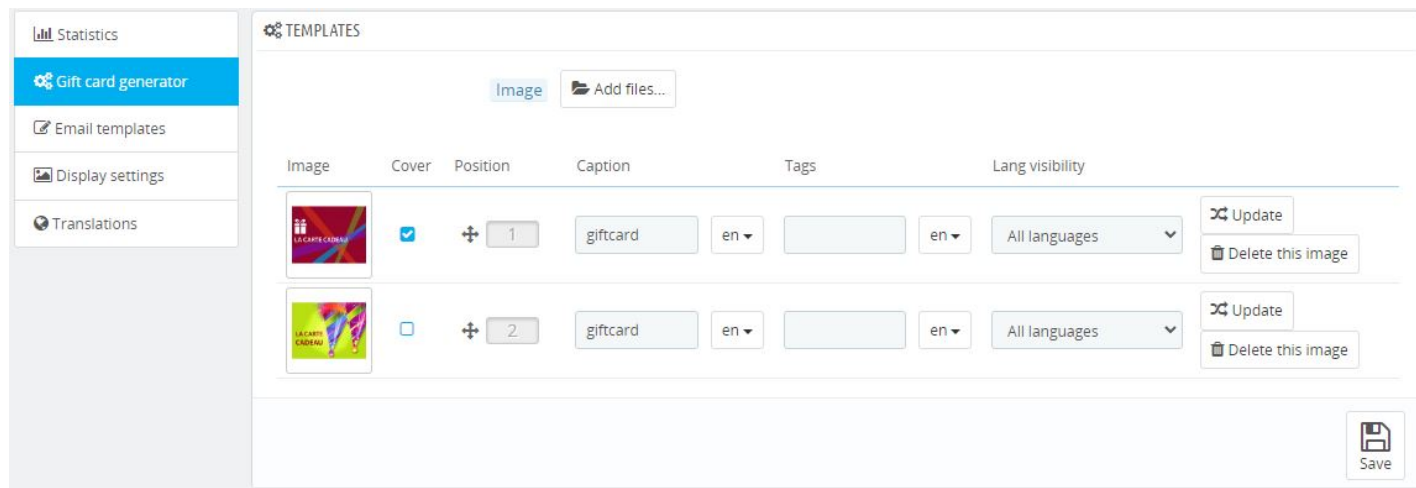 Statistics
Gift card generator
Email templates
Display settings
Translations
TEMPLATES
Image Add files...
Image Cover Position Caption Tags Lang visibility
LA CARTE CADEAU
1 giftcard en en All languages Update
Delete this image
LA CARTE
CADEAU
2 giftcard en en All languages Update
Delete this image
Save